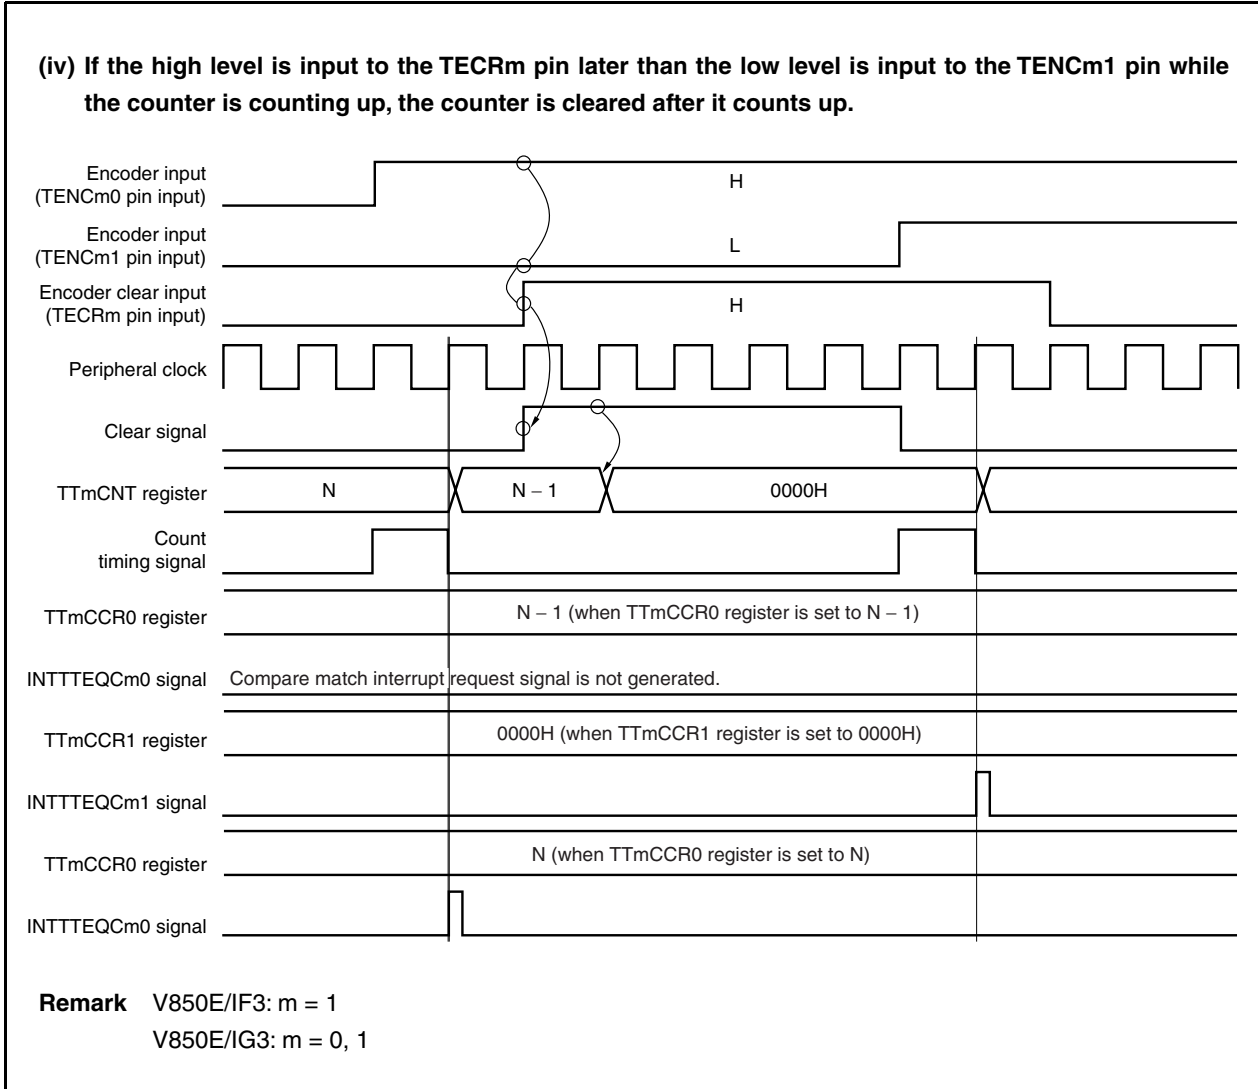 (iv) If the high level is input to the TECRm pin later than the low level is input to the TENCm1 pin while
the counter is counting up, the counter is cleared after it counts up.
Encoder input
(TENCm0 pin input)
H
Encoder input
(TENCm1 pin input)
L
Encoder clear input
(TECRm pin input)
H
Peripheral clock
Clear signal
TTmCNT register
N
N – 1
0000H
Count
timing signal
TTmCCR0 register
N – 1 (when TTmCCR0 register is set to N – 1)
INTTTEQCm0 signal
Compare match interrupt request signal is not generated.
TTmCCR1 register
0000H (when TTmCCR1 register is set to 0000H)
INTTTEQCm1 signal
TTmCCR0 register
N (when TTmCCR0 register is set to N)
INTTTEQCm0 signal
Remark V850E/IF3: m = 1
V850E/IG3: m = 0, 1